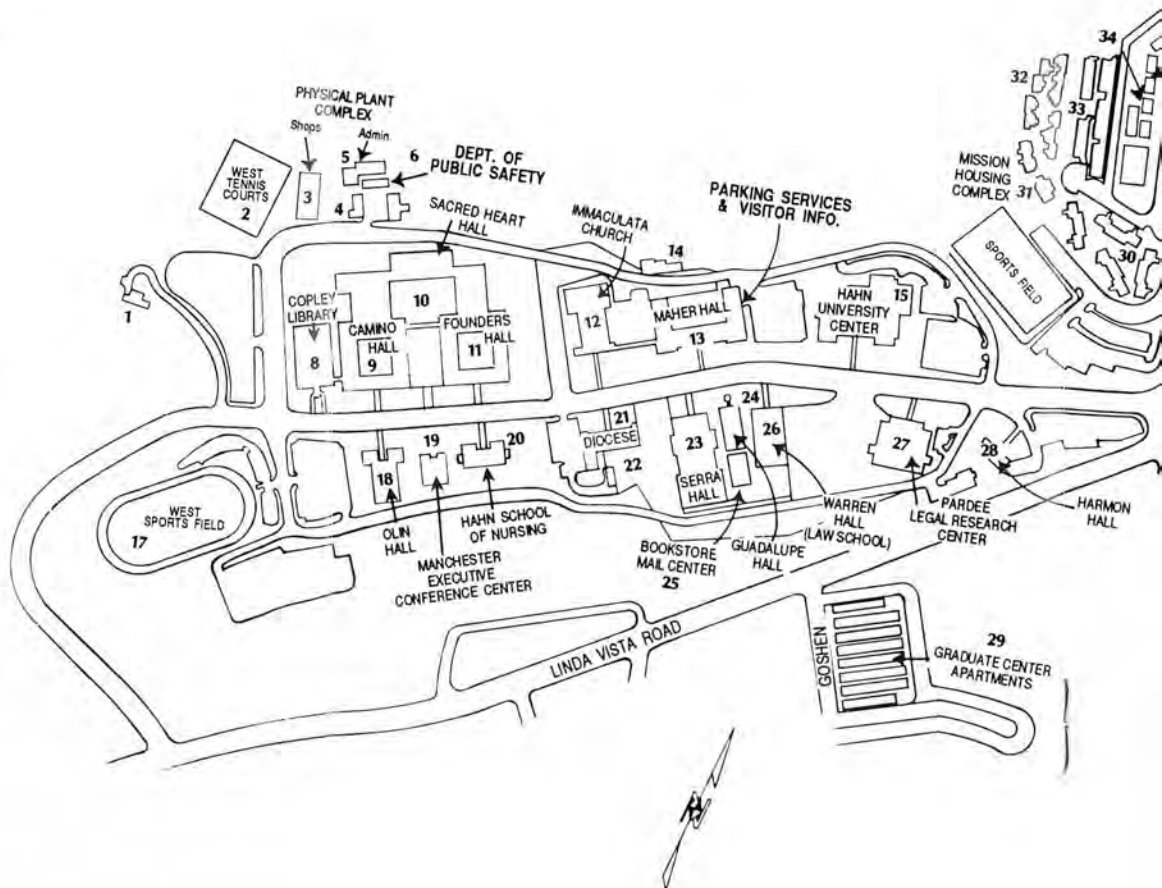 34
32
33
PHYSICAL PLANT
COMPLEX
Shops
Admin.
5
6
DEPT. OF
PUBLIC SAFETY
WEST
TENNIS
COURTS
2
3
4
SACRED HEART
HALL
IMMACULATA
CHURCH
14
PARKING SERVICES
& VISITOR INFO.
MISSION
HOUSING
COMPLEX
31
30
SPORTS FIELD
1
COPLEY
LIBRARY
8
CAMINO
HALL
9
10
FOUNDERS
HALL
11
12
MAHER HALL
13
HAHN
UNIVERSITY
CENTER
15
WEST
SPORTS FIELD
17
18
OLIN
HALL
19
MANCHESTER
EXECUTIVE
CONFERENCE CENTER
20
HAHN SCHOOL
OF NURSING
21
DIOCESE
22
23
SERRA
HALL
24
26
BOOKSTORE
MAIL CENTER
25
GUADALUPE
HALL
WARREN
HALL
(LAW SCHOOL)
27
PARDEE
LEGAL RESEARCH
CENTER
28
HARMON
HALL
LINDA VISTA ROAD
GOSHEN
29
GRADUATE CENTER
APARTMENTS
N